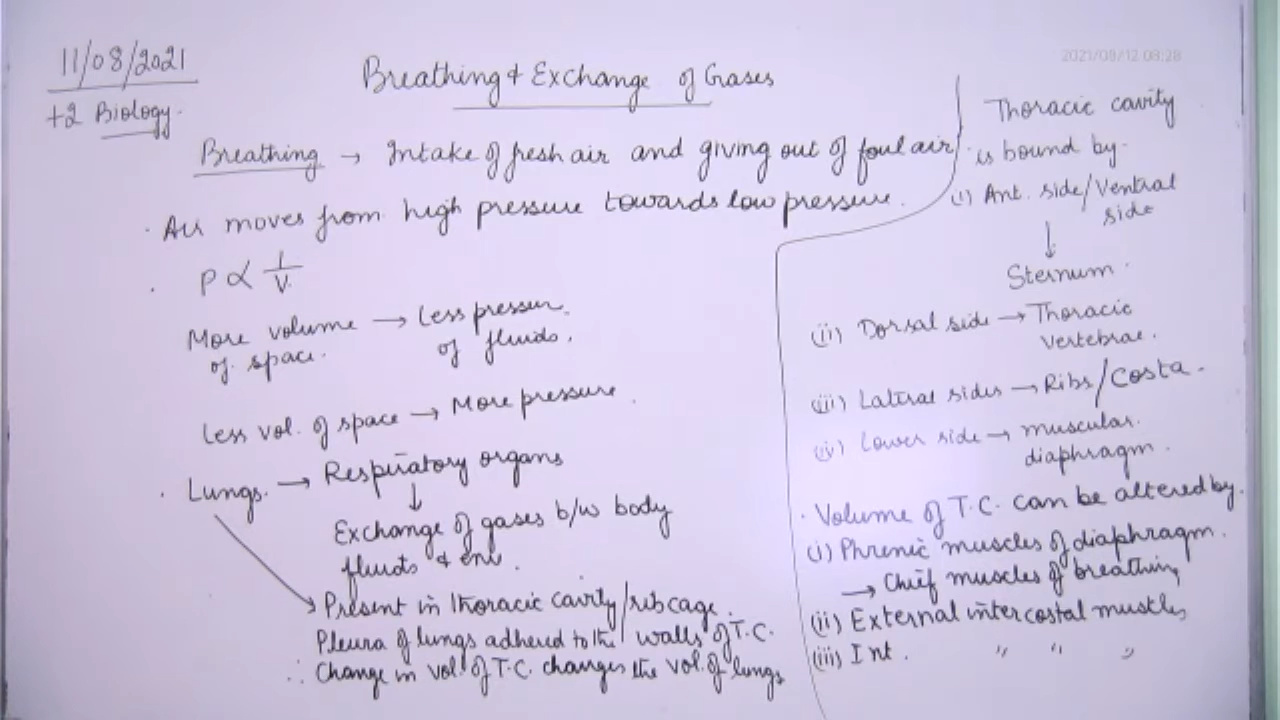 11/08/2021
+2 Biology.
Breathing & Exchange of Gases
Breathing → Intake of fresh air and giving out of foul air.
· Air moves from high pressure towards low pressure.
· P ∝ 1/V.
More volume → Less pressure
of space. of fluids.
Less vol. of space → More pressure.
· Lungs. → Respiratory organs
↓
Exchange of gases b/w body
fluids & env.
→ Present in thoracic cavity/ribcage.
Pleura of lungs adhered to the walls of T.C.
∴ Change in vol. of T.C. changes the vol. of lungs
2021/08/12 08:28
Thoracic cavity
is bound by.
(i) Ant. side/Ventral
side
↓
Sternum.
(ii) Dorsal side → Thoracic
vertebrae.
(iii) Lateral sides → Ribs/Costa.
(iv) Lower side → muscular.
diaphragm.
· Volume of T.C. can be altered by.
(i) Phrenic muscles of diaphragm.
→ Chief muscles of breathing
(ii) External intercostal muscles
(iii) Int. " " "